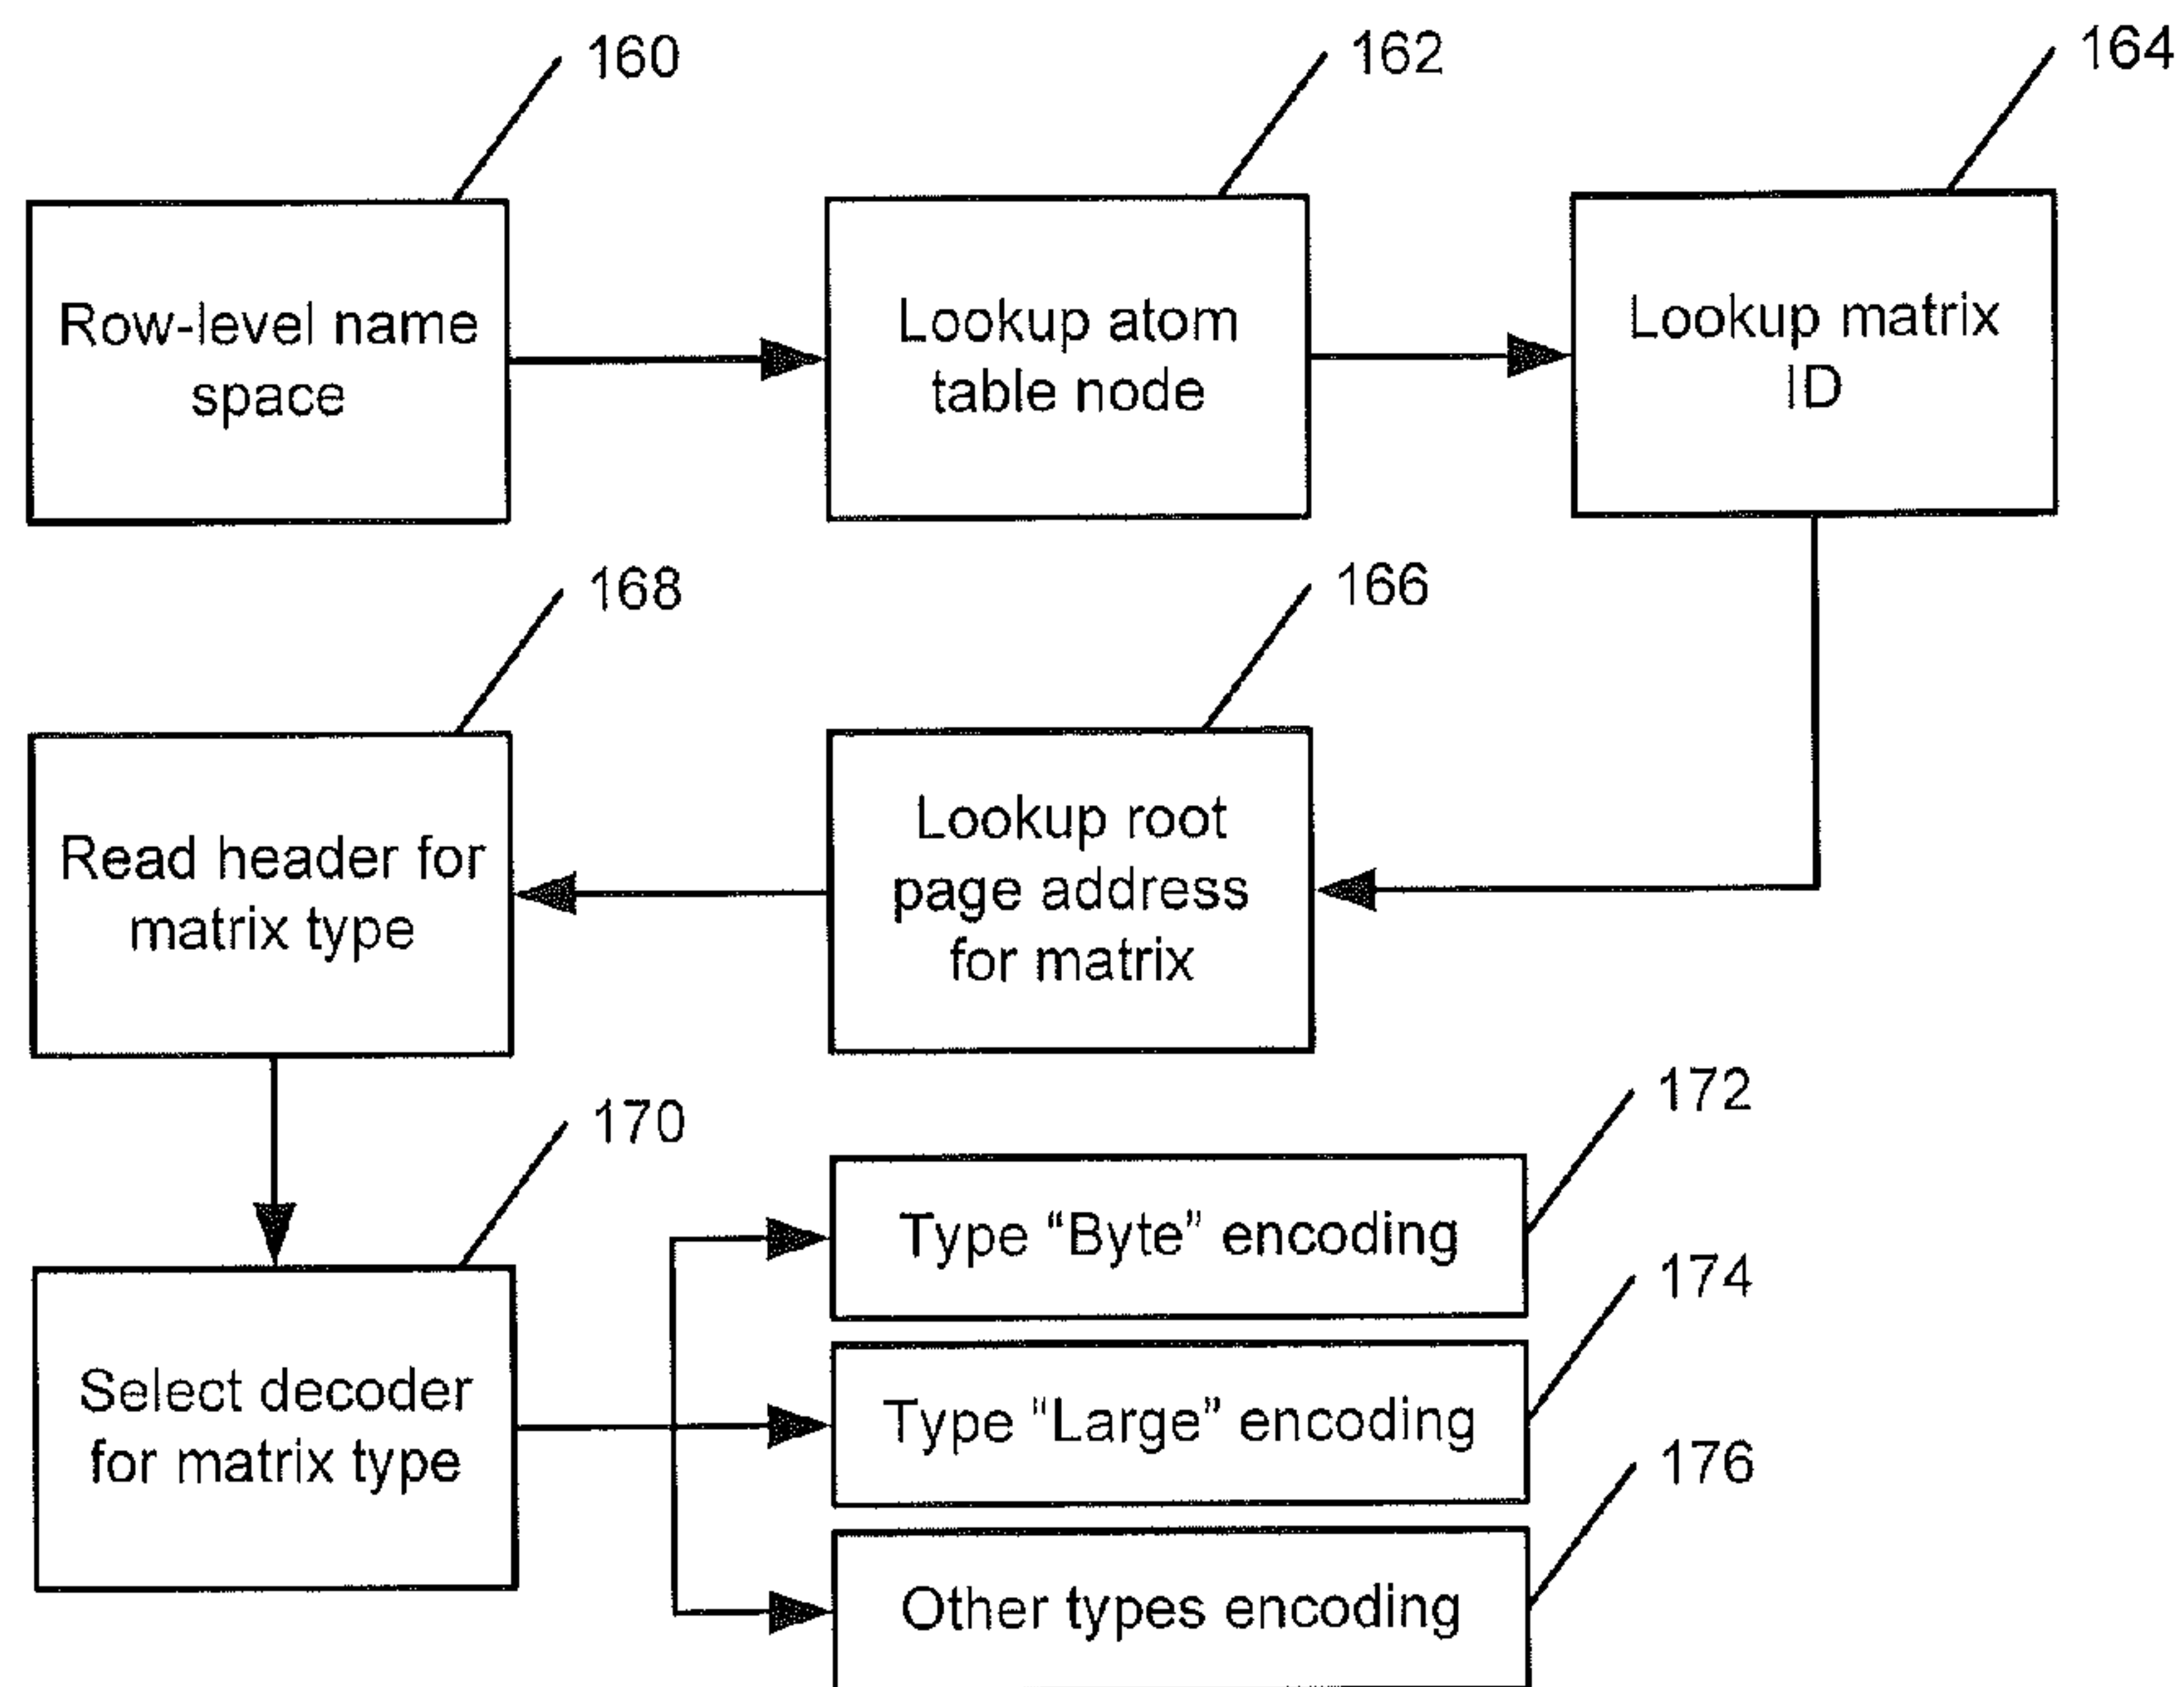 160
162
164
Row-level name
space
Lookup atom
table node
Lookup matrix
ID
168
166
Read header for
matrix type
Lookup root
page address
for matrix
170
172
174
176
Select decoder
for matrix type
Type “Byte” encoding
Type “Large” encoding
Other types encoding